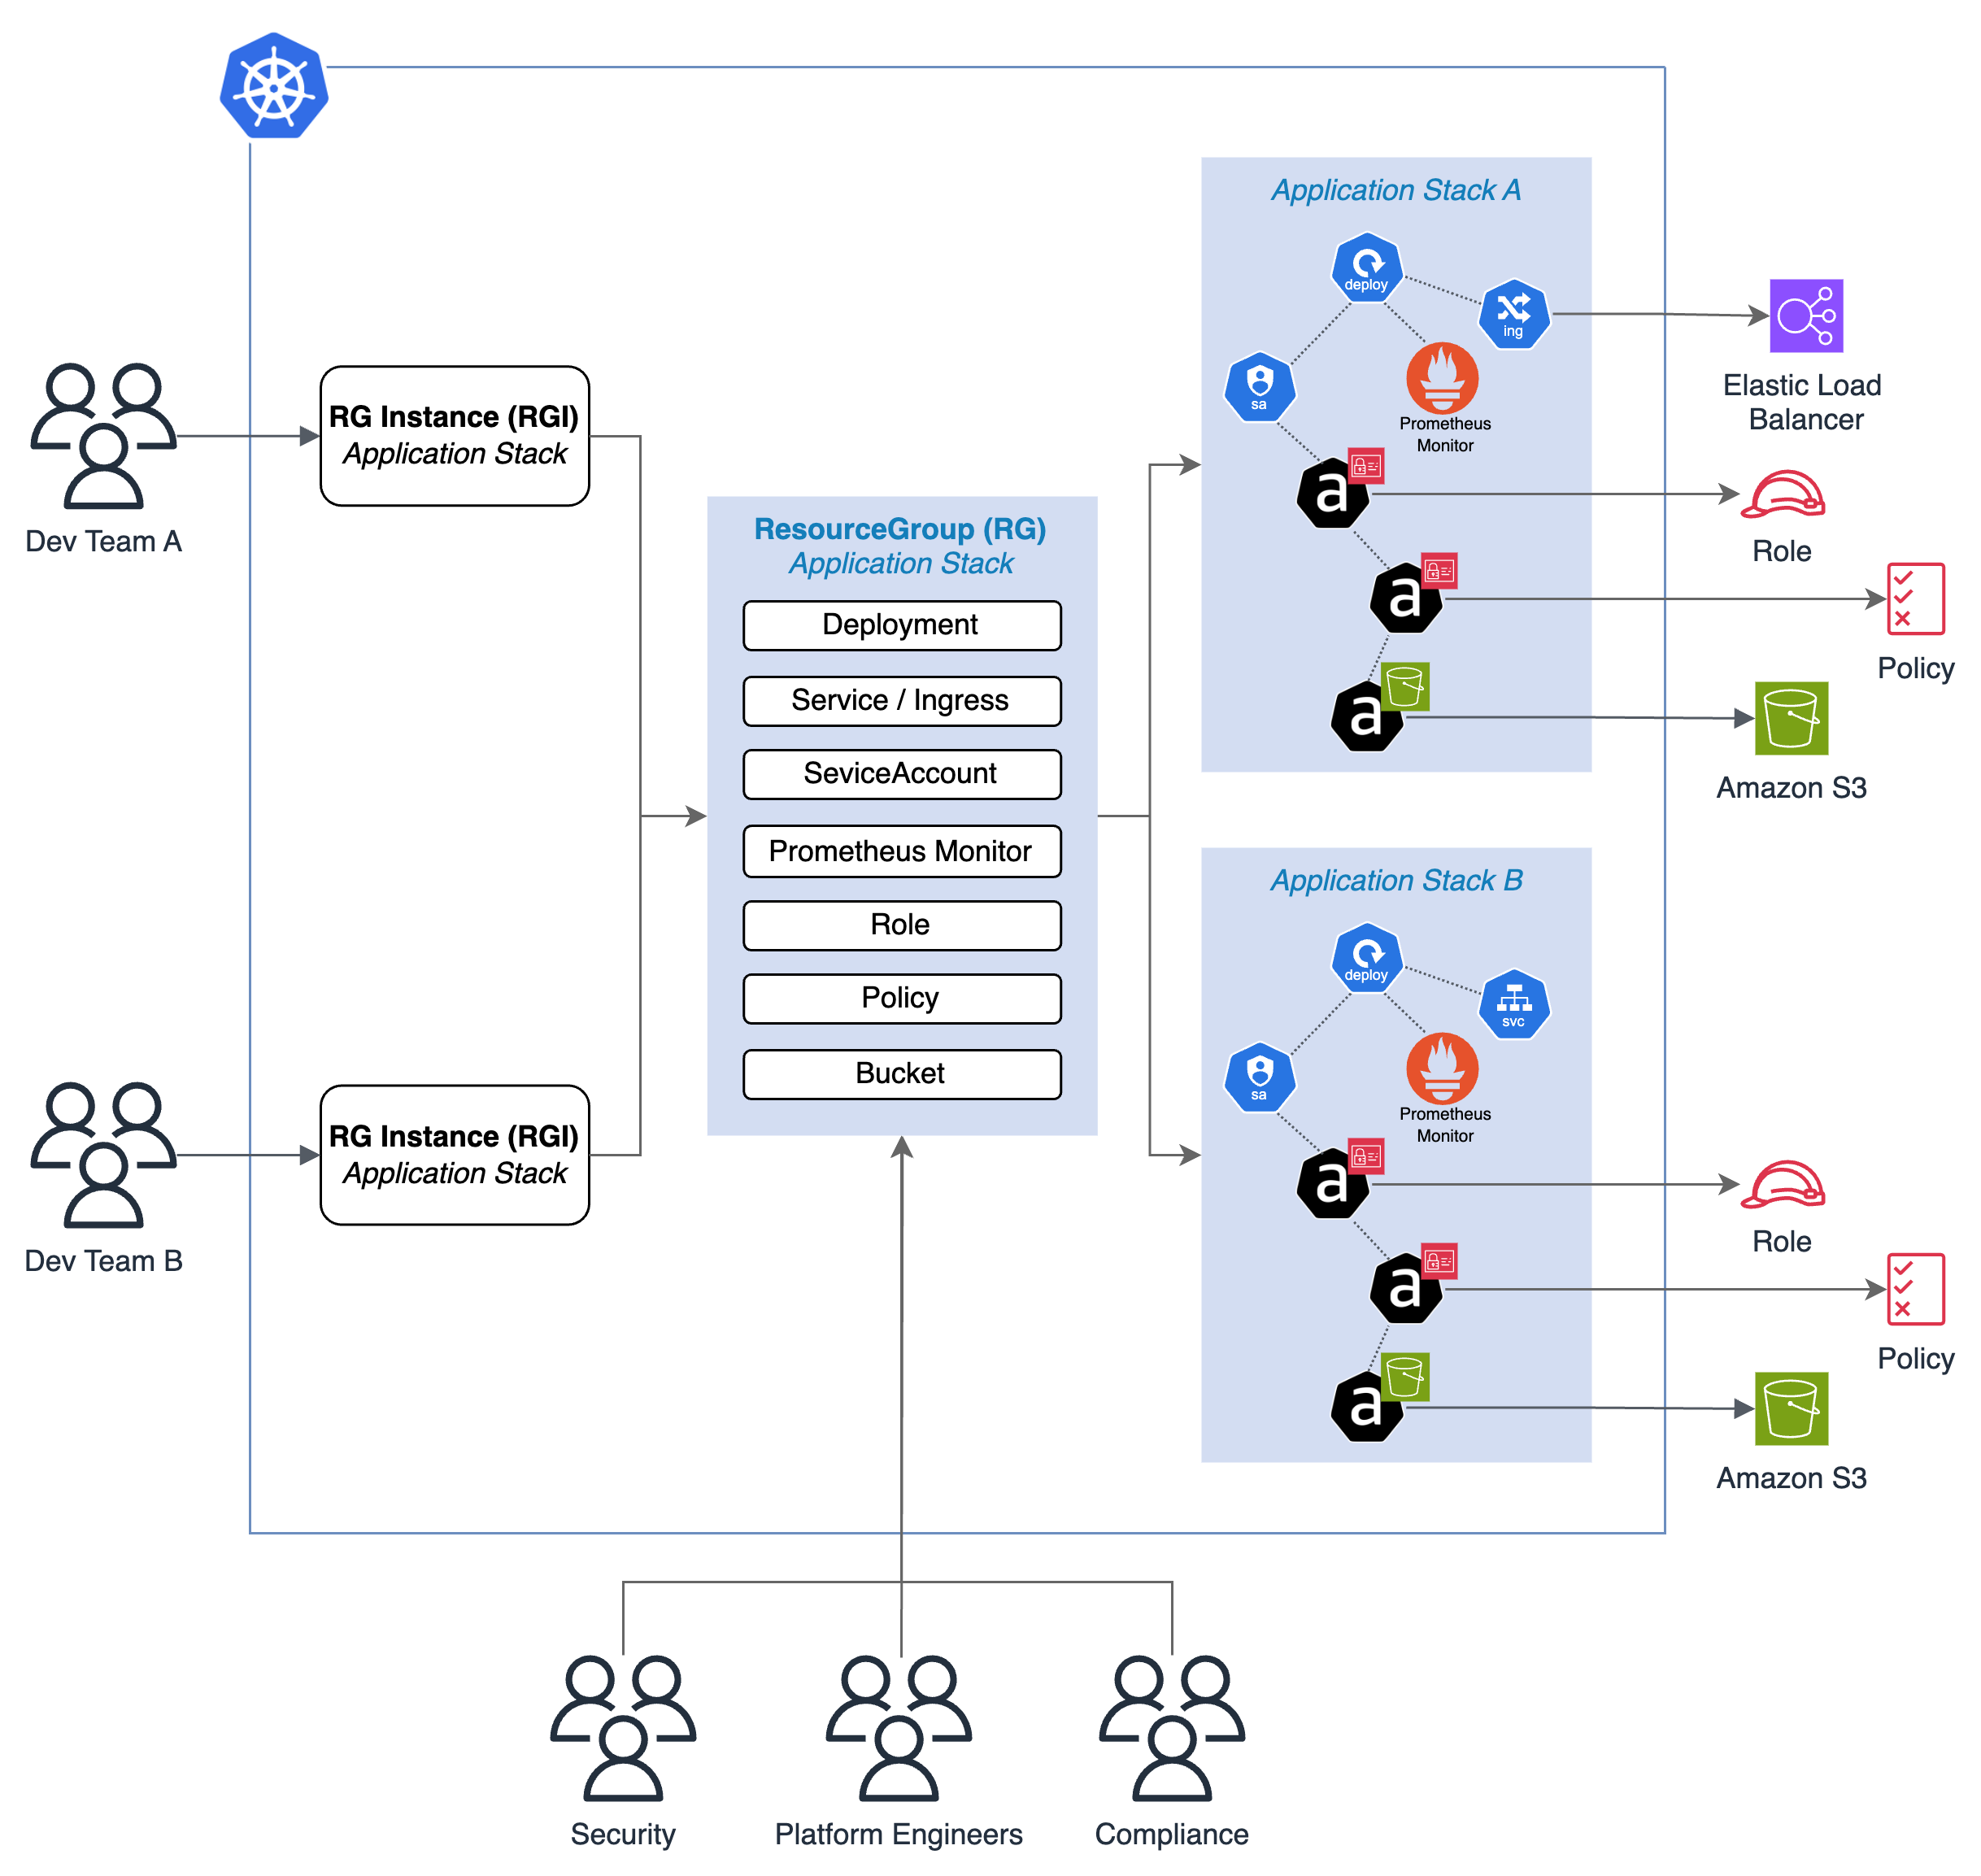 Dev Team A
RG Instance (RGI)
Application Stack
Dev Team B
RG Instance (RGI)
Application Stack
ResourceGroup (RG)
Application Stack
Deployment
Service / Ingress
SeviceAccount
Prometheus Monitor
Role
Policy
Bucket
Application Stack A
deploy
ing
sa
Prometheus
Monitor
a
a
a
Elastic Load
Balancer
Role
Policy
Amazon S3
Application Stack B
deploy
svc
sa
Prometheus
Monitor
a
a
a
Role
Policy
Amazon S3
Security
Platform Engineers
Compliance